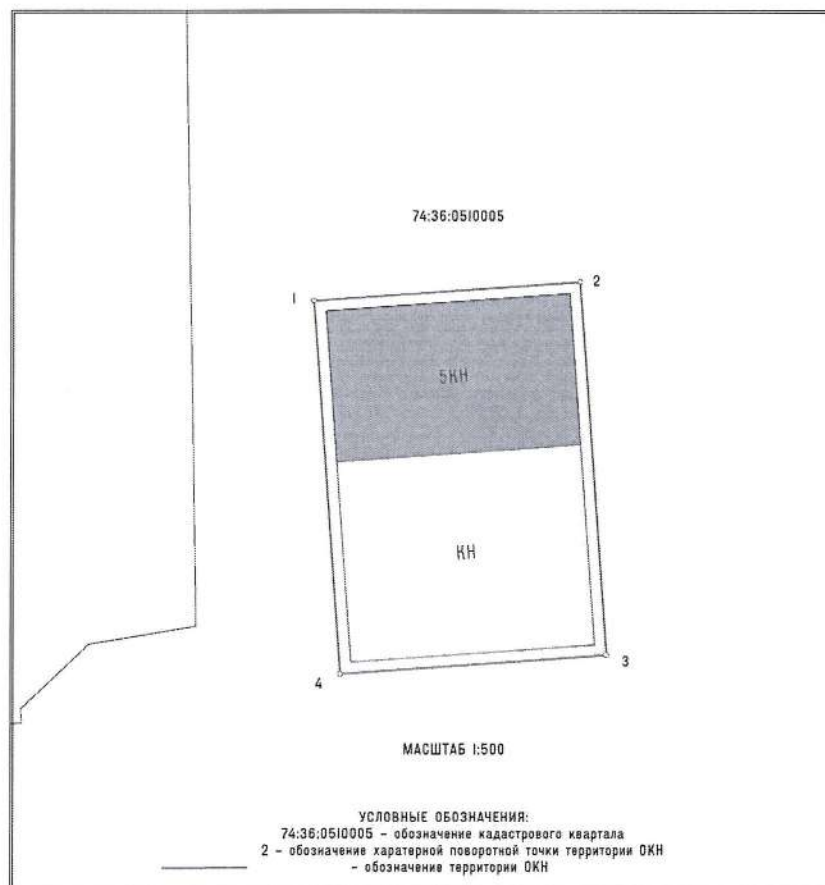 74:36:0510005
1
2
5КН
КН
3
4
МАСШТАБ 1:500
УСЛОВНЫЕ ОБОЗНАЧЕНИЯ:
74:36:0510005 – обозначение кадастрового квартала
2 – обозначение харатерной поворотной точки территории ОКН
– обозначение территории ОКН